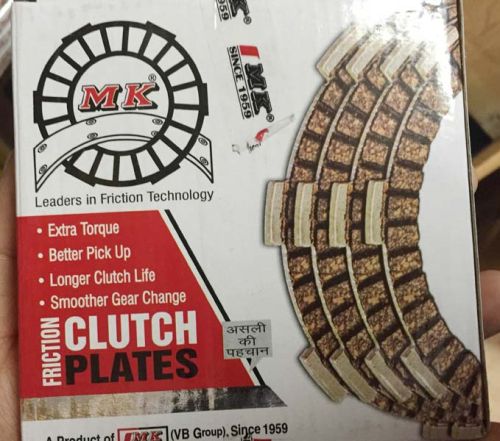 MK®
Leaders in Friction Technology
• Extra Torque
• Better Pick Up
• Longer Clutch Life
• Smoother Gear Change
FRICTION
CLUTCH
PLATES
असली
की
पहचान
A Product of MK (VB Group), Since 1959
MK®
SINCE 1959
1959